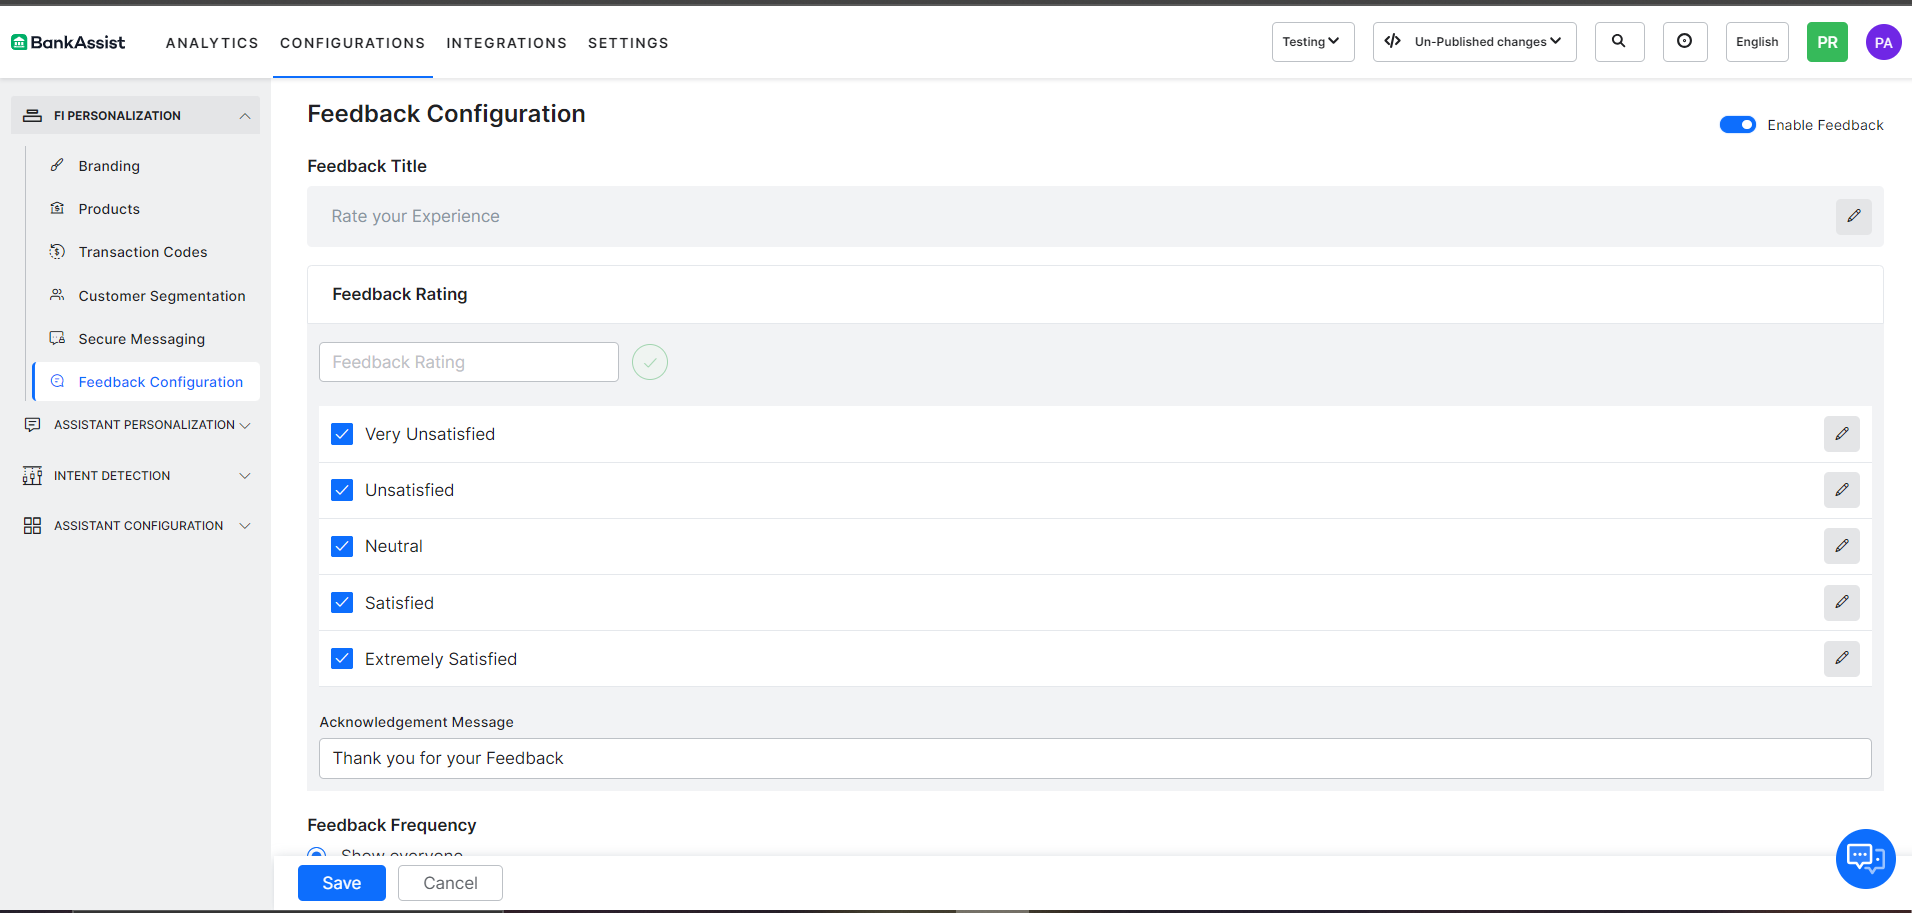 BankAssist
ANALYTICS CONFIGURATIONS INTEGRATIONS SETTINGS
Testing
Un-Published changes
English
PR
PA
FI PERSONALIZATION
Branding
Products
Transaction Codes
Customer Segmentation
Secure Messaging
Feedback Configuration
ASSISTANT PERSONALIZATION
INTENT DETECTION
ASSISTANT CONFIGURATION
Feedback Configuration
Enable Feedback
Feedback Title
Rate your Experience
Feedback Rating
Feedback Rating
Very Unsatisfied
Unsatisfied
Neutral
Satisfied
Extremely Satisfied
Acknowledgement Message
Thank you for your Feedback
Feedback Frequency
Show everyone
Save
Cancel